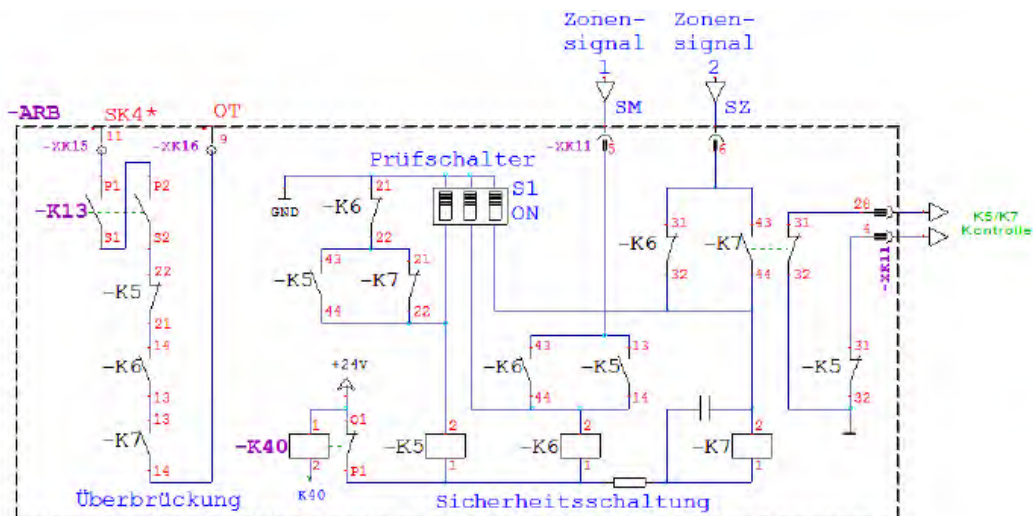 Zonen-
signal
1
Zonen-
signal
2
SM
SZ
-ARB
SK4*
OT
11
9
-XK15
-XK16
-XK11
5
6
Prüfschalter
P1
P2
-K13
S1
S2
GND
-K6
21
22
S1
ON
31
-K6
32
43
-K7
44
31
32
28
4
-XK11
K5/K7
Kontrolle
22
-K5
21
43
-K5
44
21
-K7
22
14
-K6
13
+24V
43
-K6
44
13
-K5
14
31
-K5
32
13
-K7
14
1
-K40
2
K40
O1
P1
2
-K5
1
2
-K6
1
2
-K7
1
Überbrückung
Sicherheitsschaltung